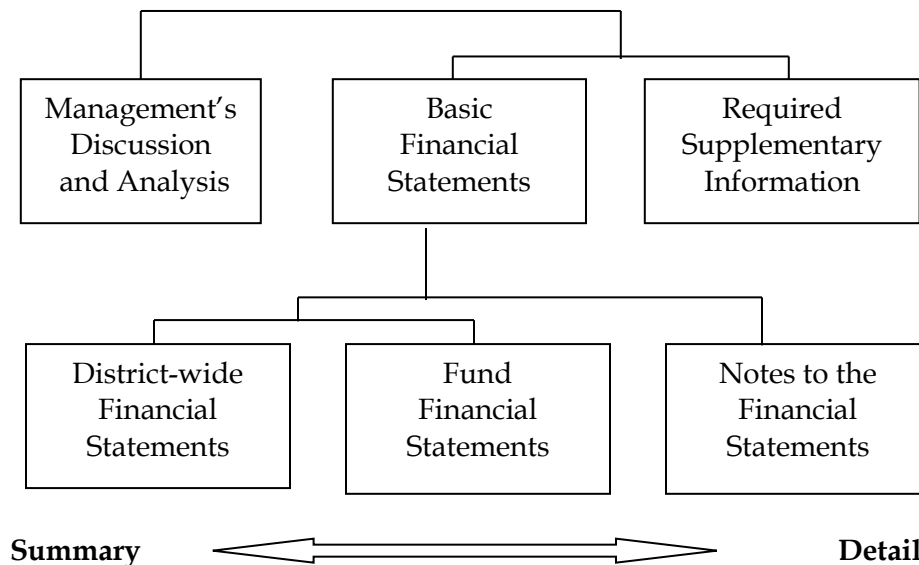 Management’s
Discussion
and Analysis
Basic
Financial
Statements
Required
Supplementary
Information
District-wide
Financial
Statements
Fund
Financial
Statements
Notes to the
Financial
Statements
Summary
Detail